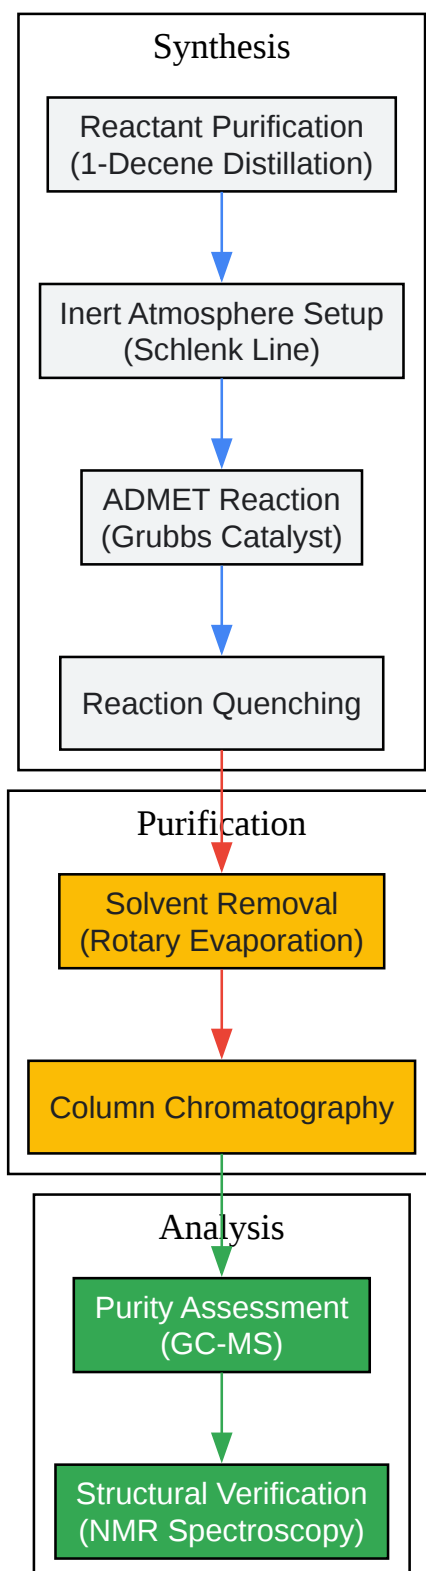 Synthesis
Reactant Purification
(1-Decene Distillation)
Inert Atmosphere Setup
(Schlenk Line)
ADMET Reaction
(Grubbs Catalyst)
Reaction Quenching
Purification
Solvent Removal
(Rotary Evaporation)
Column Chromatography
Analysis
Purity Assessment
(GC-MS)
Structural Verification
(NMR Spectroscopy)